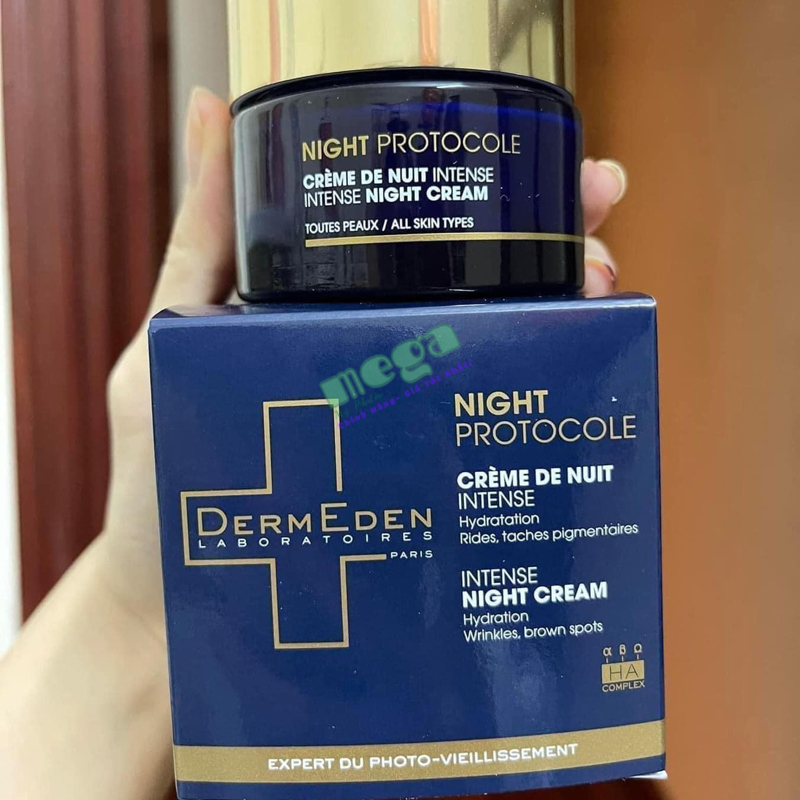 NIGHT PROTOCOLE
CRÈME DE NUIT INTENSE
INTENSE NIGHT CREAM
TOUTES PEAUX / ALL SKIN TYPES
mega
NIGHT
PROTOCOLE
CRÈME DE NUIT
INTENSE
Hydratation
Rides, taches pigmentaires
DERMEDEN
LABORATOIRES
PARIS
INTENSE
NIGHT CREAM
Hydration
Wrinkles, brown spots
α β Ω
HA
COMPLEX
EXPERT DU PHOTO-VIEILLISSEMENT